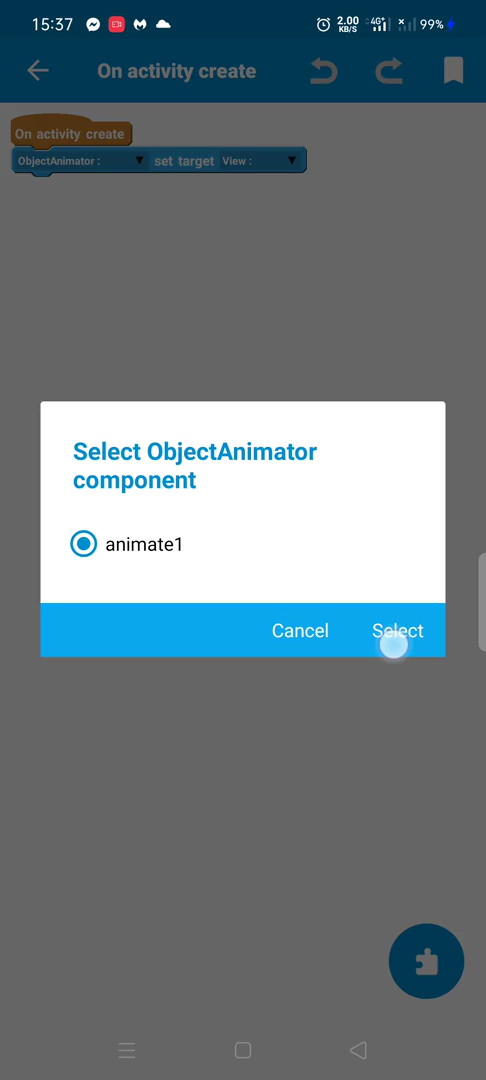 15:37
2.00
KB/S
4G+
99%
On activity create
On activity create
ObjectAnimator :
set target
View :
Select ObjectAnimator
component
animate1
Cancel
Select